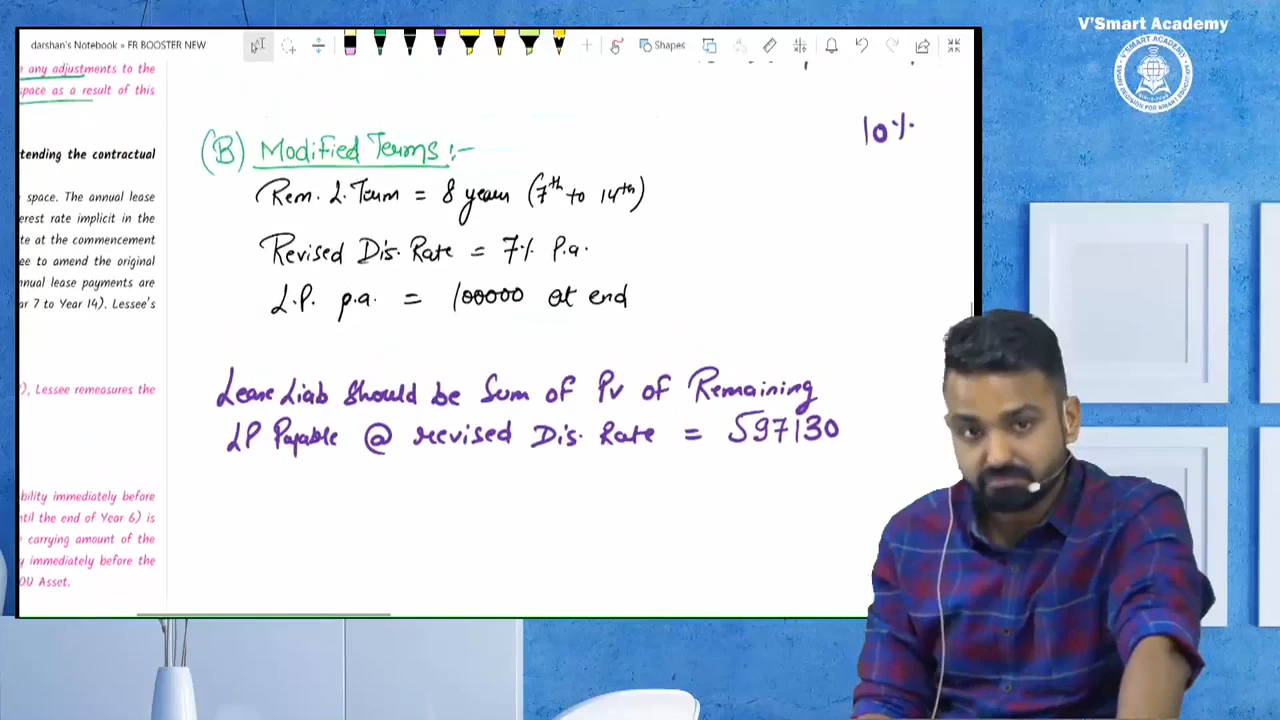 V'Smart Academy
darshan's Notebook » FR BOOSTER NEW
Shapes
any adjustments to the
space as a result of this
10%
(B) Modified Terms :-
tending the contractual
Rem. L. Term = 8 years (7th to 14th)
space. The annual lease
erest rate implicit in the
te at the commencement
Revised Dis. Rate = 7% p.a.
ee to amend the original
nnual lease payments are
L.P. p.a. = 100000 at end
ar 7 to Year 14). Lessee's
), Lessee remeasures the
Lease Liab should be Sum of Pv of Remaining
LP Payable @ revised Dis. Rate = 597130
bility immediately before
ntil the end of Year 6) is
carrying amount of the
y immediately before the
OU Asset.